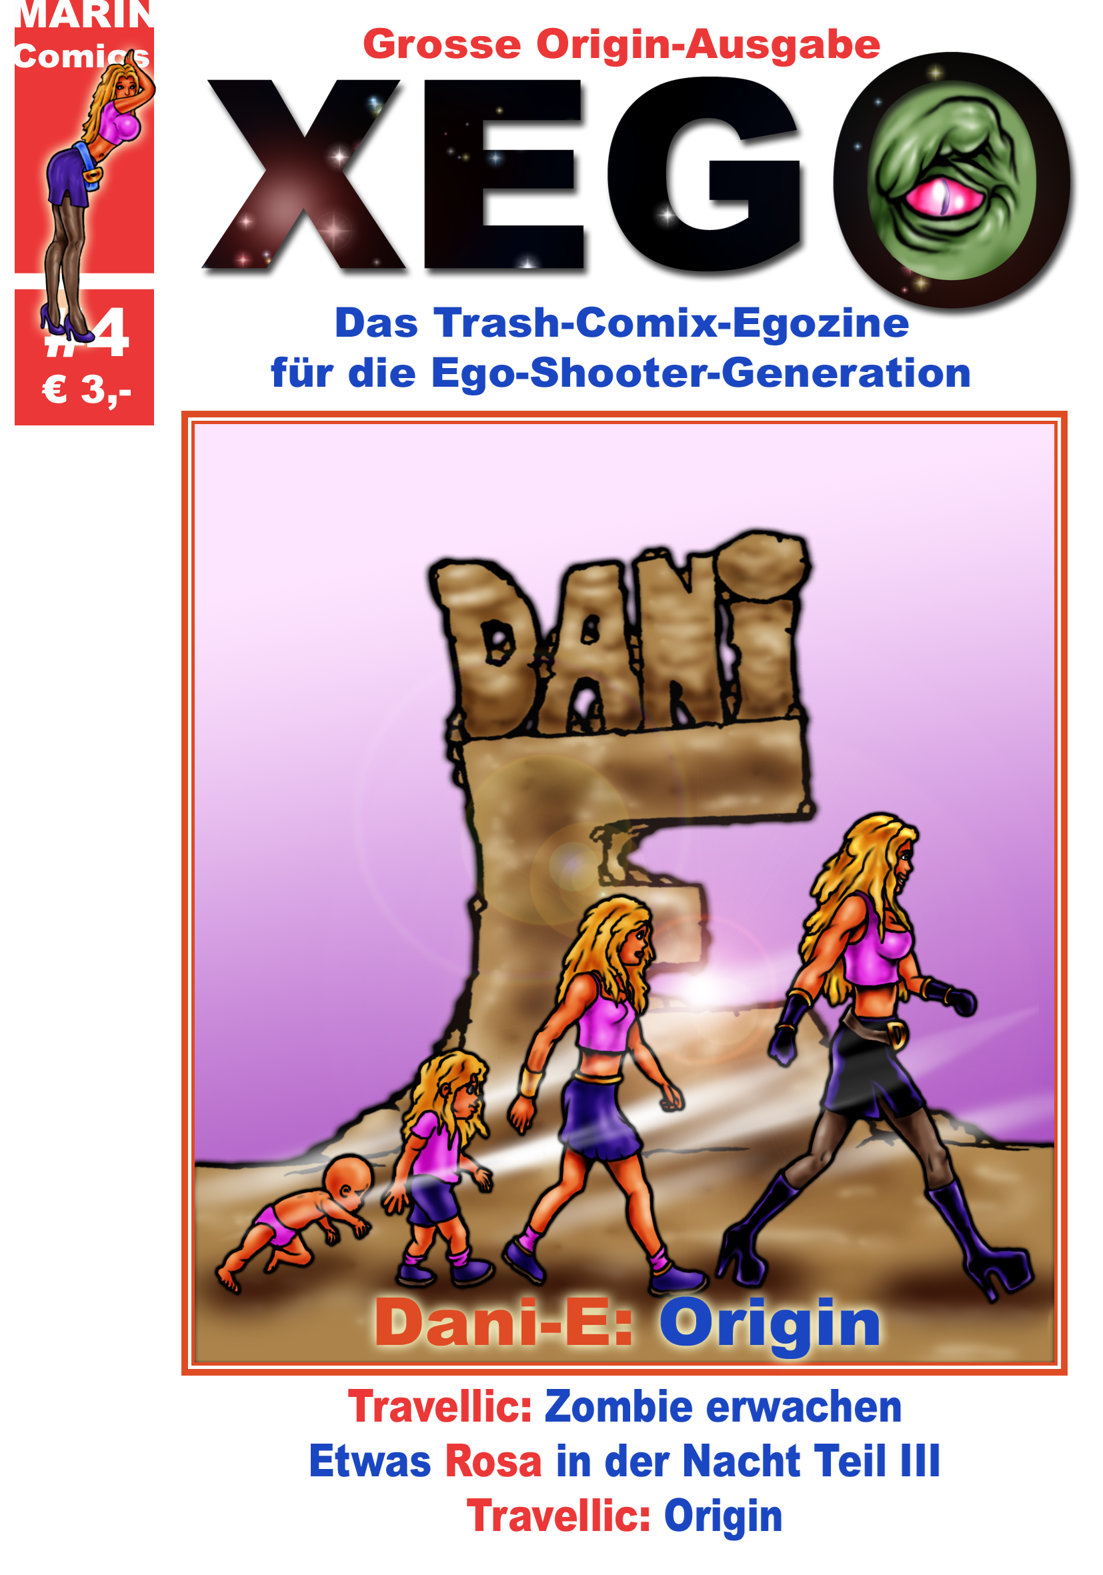 MARIN
Comics
#4
€ 3,-
Grosse Origin-Ausgabe
XEGO
Das Trash-Comix-Egozine
für die Ego-Shooter-Generation
DANi
E
Dani-E: Origin
Travellic: Zombie erwachen
Etwas Rosa in der Nacht Teil III
Travellic: Origin